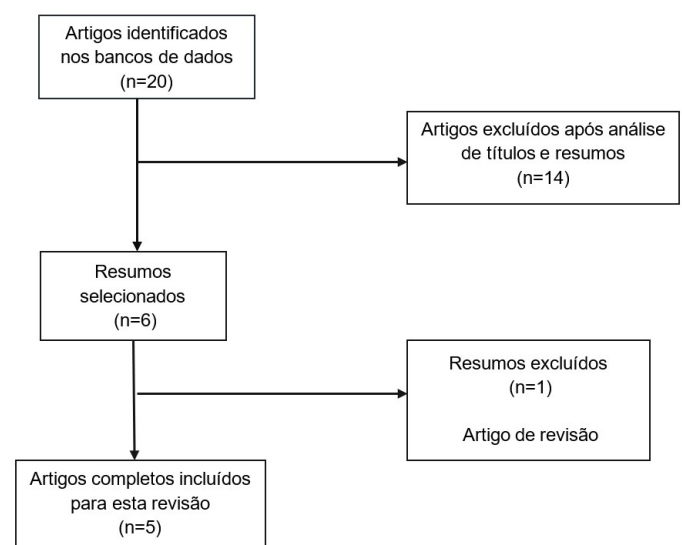 Artigos identificados
nos bancos de dados
(n=20)
Artigos excluídos após análise
de títulos e resumos
(n=14)
Resumos
selecionados
(n=6)
Resumos excluídos
(n=1)
Artigo de revisão
Artigos completos incluídos
para esta revisão
(n=5)